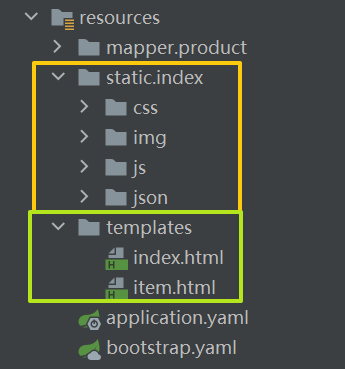 resources
mapper.product
static.index
css
img
js
json
templates
index.html
item.html
application.yaml
bootstrap.yaml